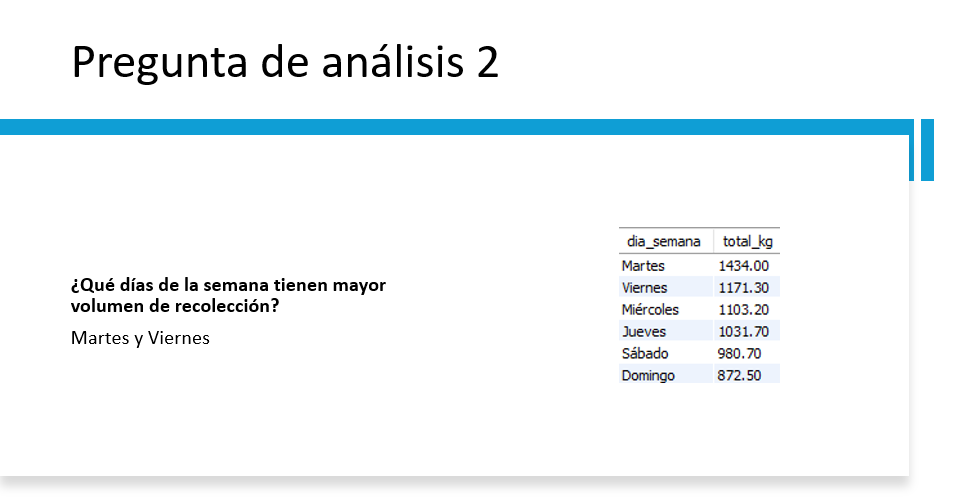 Pregunta de análisis 2
¿Qué días de la semana tienen mayor
volumen de recolección?
Martes y Viernes
dia_semana total_kg
Martes 1434.00
Viernes 1171.30
Miércoles 1103.20
Jueves 1031.70
Sábado 980.70
Domingo 872.50